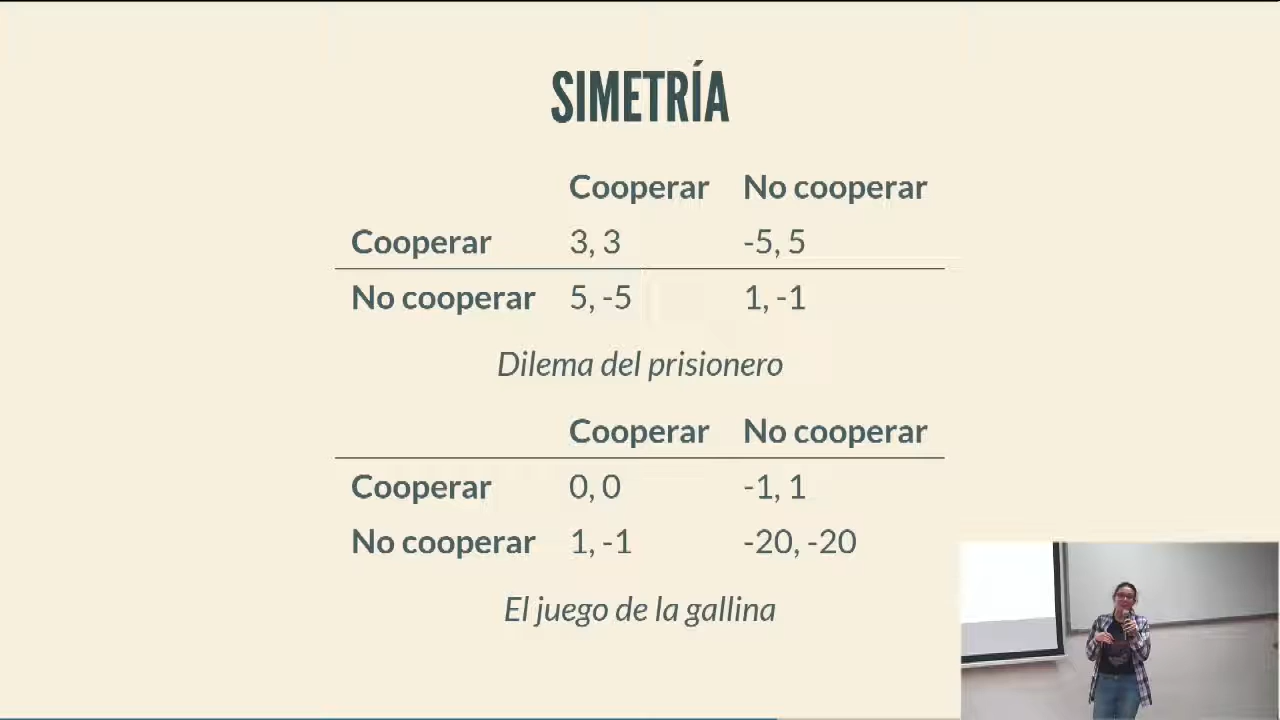 SIMETRÍA
Cooperar No cooperar
Cooperar 3, 3 -5, 5
No cooperar 5, -5 1, -1
Dilema del prisionero
Cooperar No cooperar
Cooperar 0, 0 -1, 1
No cooperar 1, -1 -20, -20
El juego de la gallina